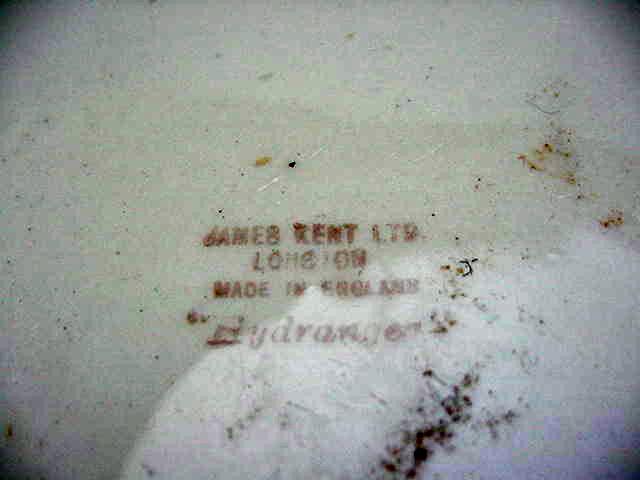 JAMES KENT LTD.
LONGTON
MADE IN ENGLAND
"Hydrangea"